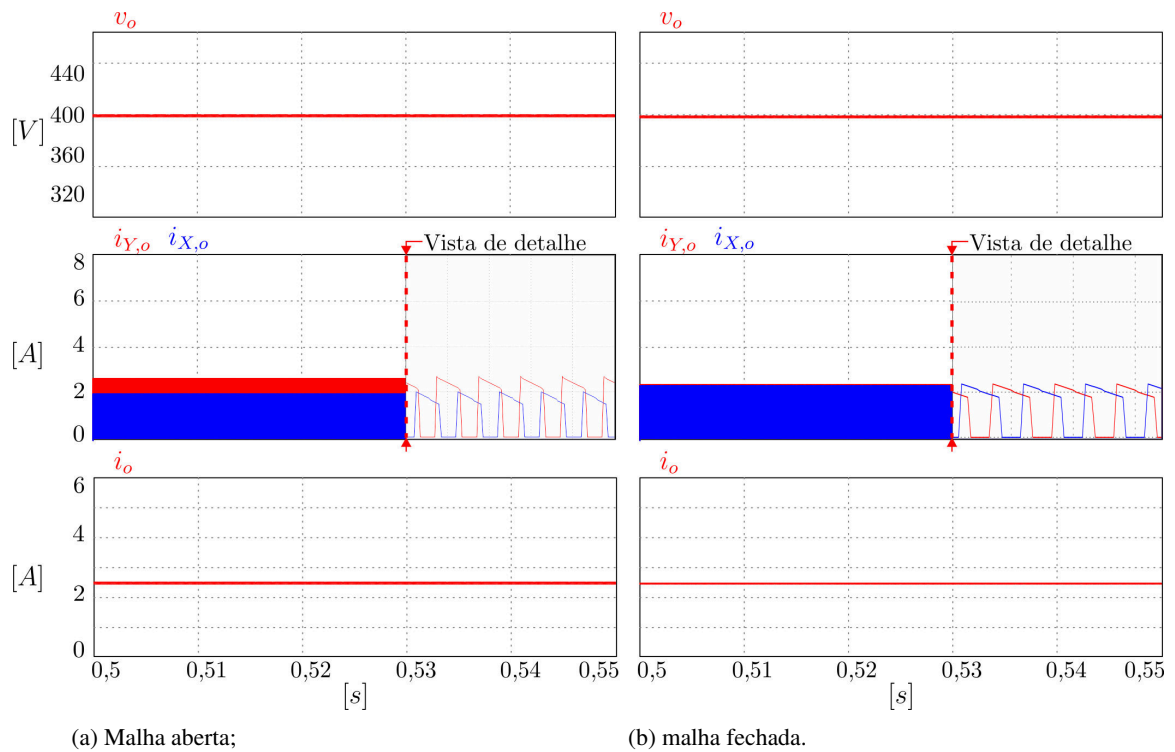 v_o v_o
440
400
[V]
360
320
i_{Y,o} i_{X,o} Vista de detalhe i_{Y,o} i_{X,o} Vista de detalhe
8
6
4
[A]
2
0
i_o i_o
6
4
[A]
2
0
0,5 0,51 0,52 0,53 0,54 0,55 0,5 0,51 0,52 0,53 0,54 0,55
[s] [s]
(a) Malha aberta; (b) malha fechada.